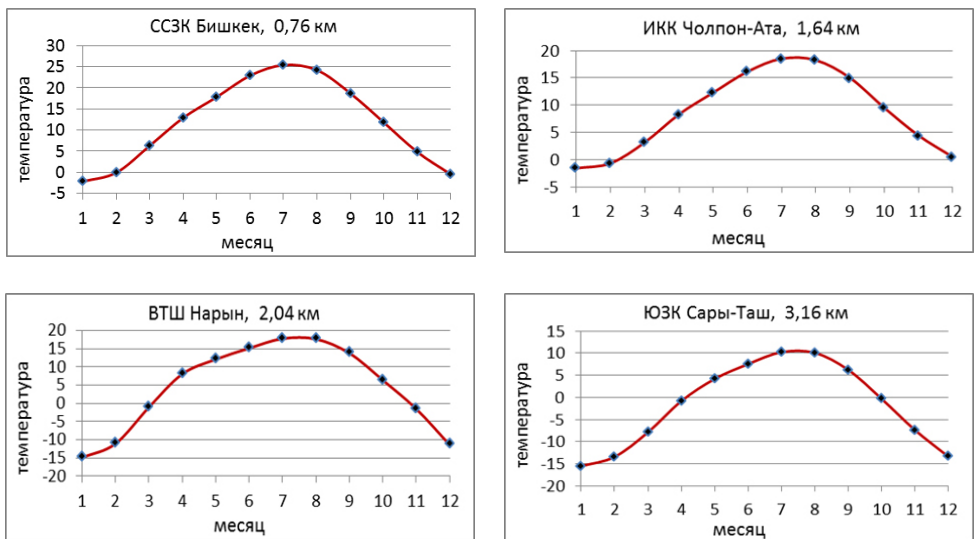 ССЗК Бишкек, 0,76 км
температура
30
25
20
15
10
5
0
-5
1 2 3 4 5 6 7 8 9 10 11 12
месяц
ИКК Чолпон-Ата, 1,64 км
температура
20
15
10
5
0
-5
1 2 3 4 5 6 7 8 9 10 11 12
месяц
ВТШ Нарын, 2,04 км
температура
20
15
10
5
0
-5
-10
-15
-20
1 2 3 4 5 6 7 8 9 10 11 12
месяц
ЮЗК Сары-Таш, 3,16 км
температура
15
10
5
0
-5
-10
-15
-20
1 2 3 4 5 6 7 8 9 10 11 12
месяц